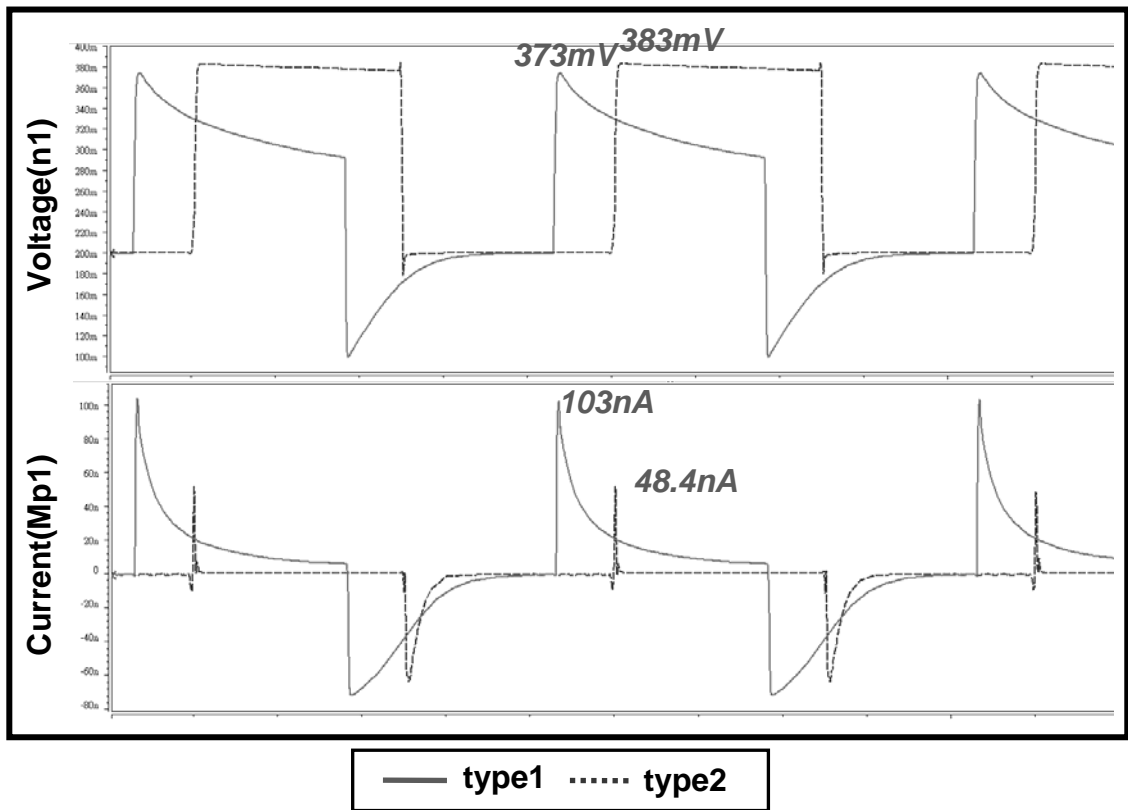 373mV
383mV
Voltage(n1)
400m
380m
360m
340m
320m
300m
280m
260m
240m
220m
200m
180m
160m
140m
120m
100m
103nA
48.4nA
Current(Mp1)
100n
80n
60n
40n
20n
0
-20n
-40n
-60n
-80n
type1
type2